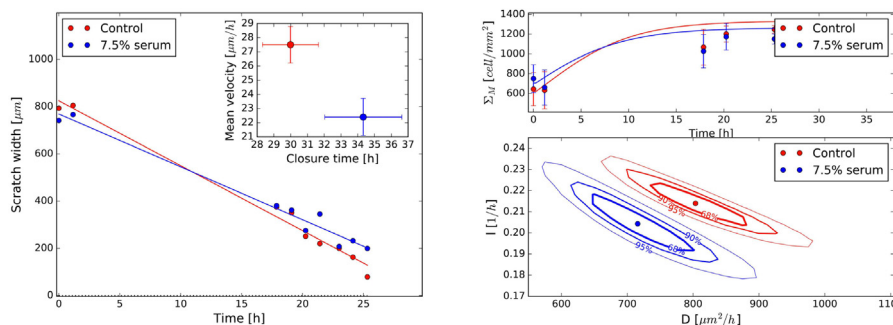 Control
7.5% serum
Scratch width [μm]
1000
800
600
400
200
0
0 5 10 15 20 25
Time [h]
Mean velocity [μm/h]
29
28
27
26
25
24
23
22
21
28 29 30 31 32 33 34 35 36 37
Closure time [h]
Σ_M [cell/mm²]
1400
1200
1000
800
600
0 5 10 15 20 25 30 35
Time [h]
Control
7.5% serum
I [1/h]
0.24
0.23
0.22
0.21
0.20
0.19
0.18
0.17
600 700 800 900 1000 110
D [μm²/h]
Control
7.5% serum
90%
95%
68%
90%
95%
68%